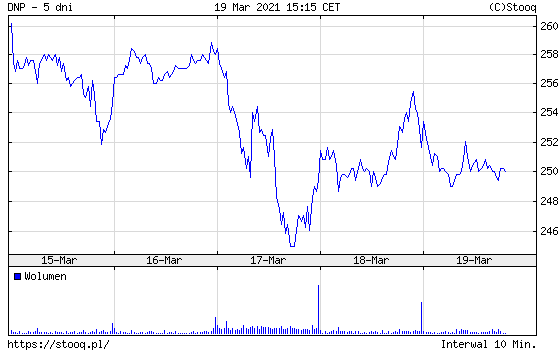 DNP - 5 dni 19 Mar 2021 15:15 CET (C)Stooq
260
258
256
254
252
250
248
246
15-Mar 16-Mar 17-Mar 18-Mar 19-Mar
Wolumen
https://stooq.pl/ Interwal 10 Min.